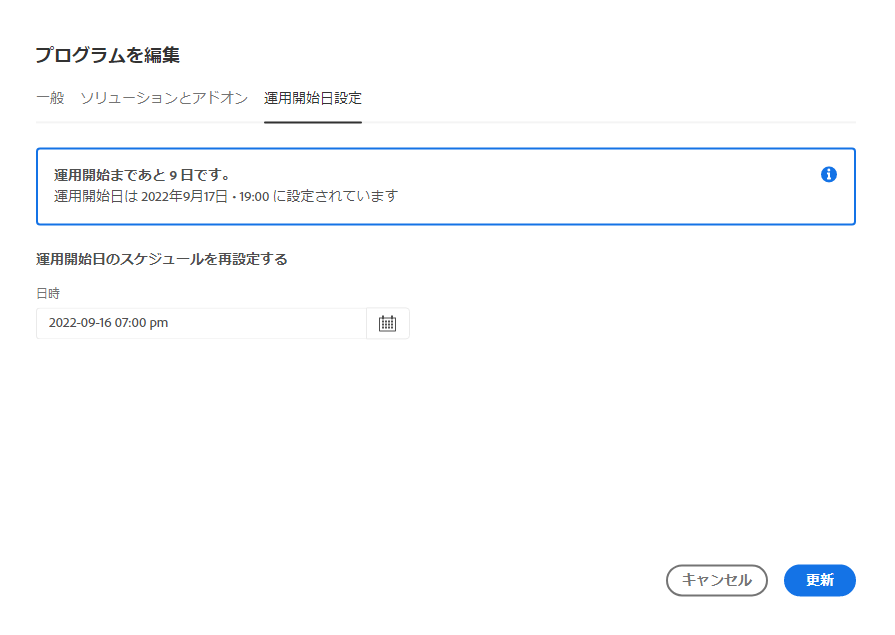 プログラムを編集
一般 ソリューションとアドオン 運用開始日設定
運用開始まであと 9 日です。
運用開始日は 2022年9月17日・19:00 に設定されています
運用開始日のスケジュールを再設定する
日時
2022-09-16 07:00 pm
キャンセル 更新